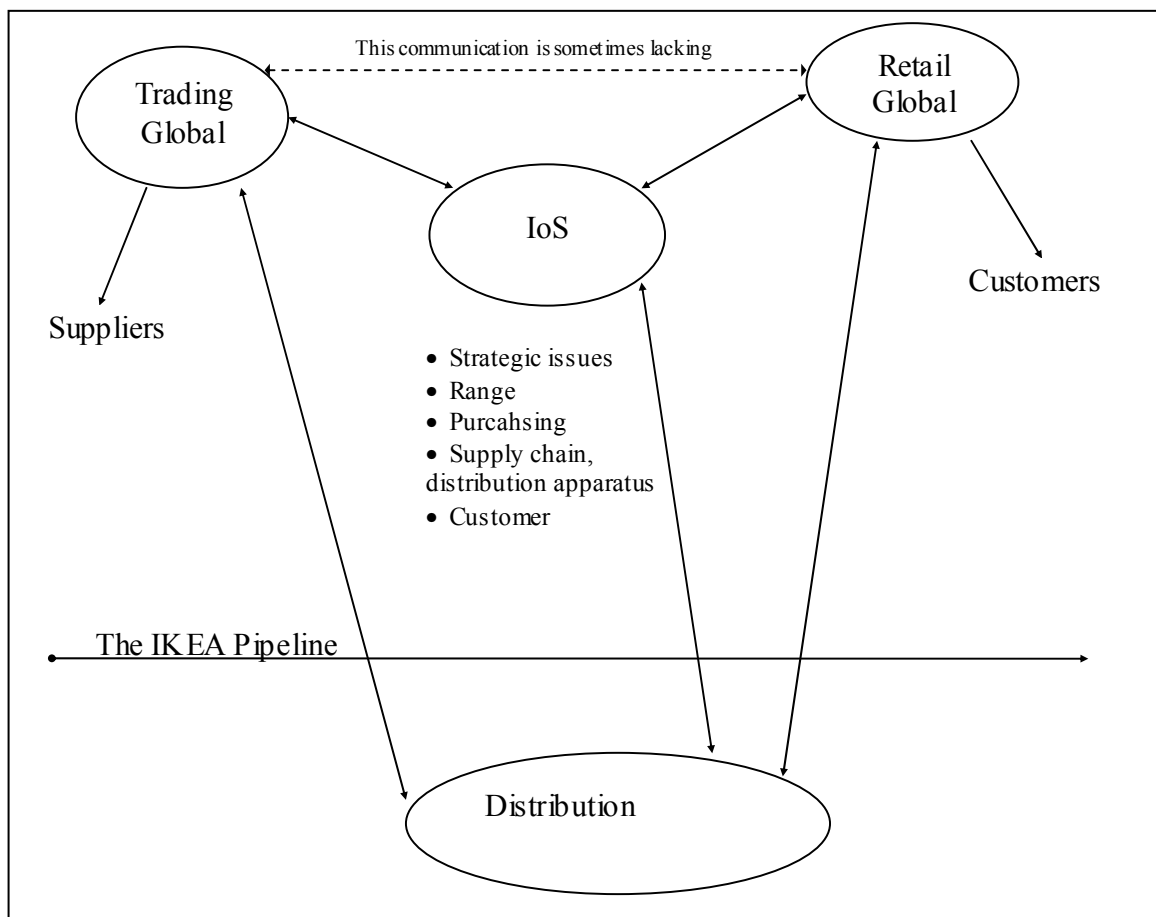 This communication is sometimes lacking
Trading
Global
Retail
Global
IoS
Suppliers
Customers
• Strategic issues
• Range
• Purcahsing
• Supply chain,
distribution apparatus
• Customer
The IKEA Pipeline
Distribution